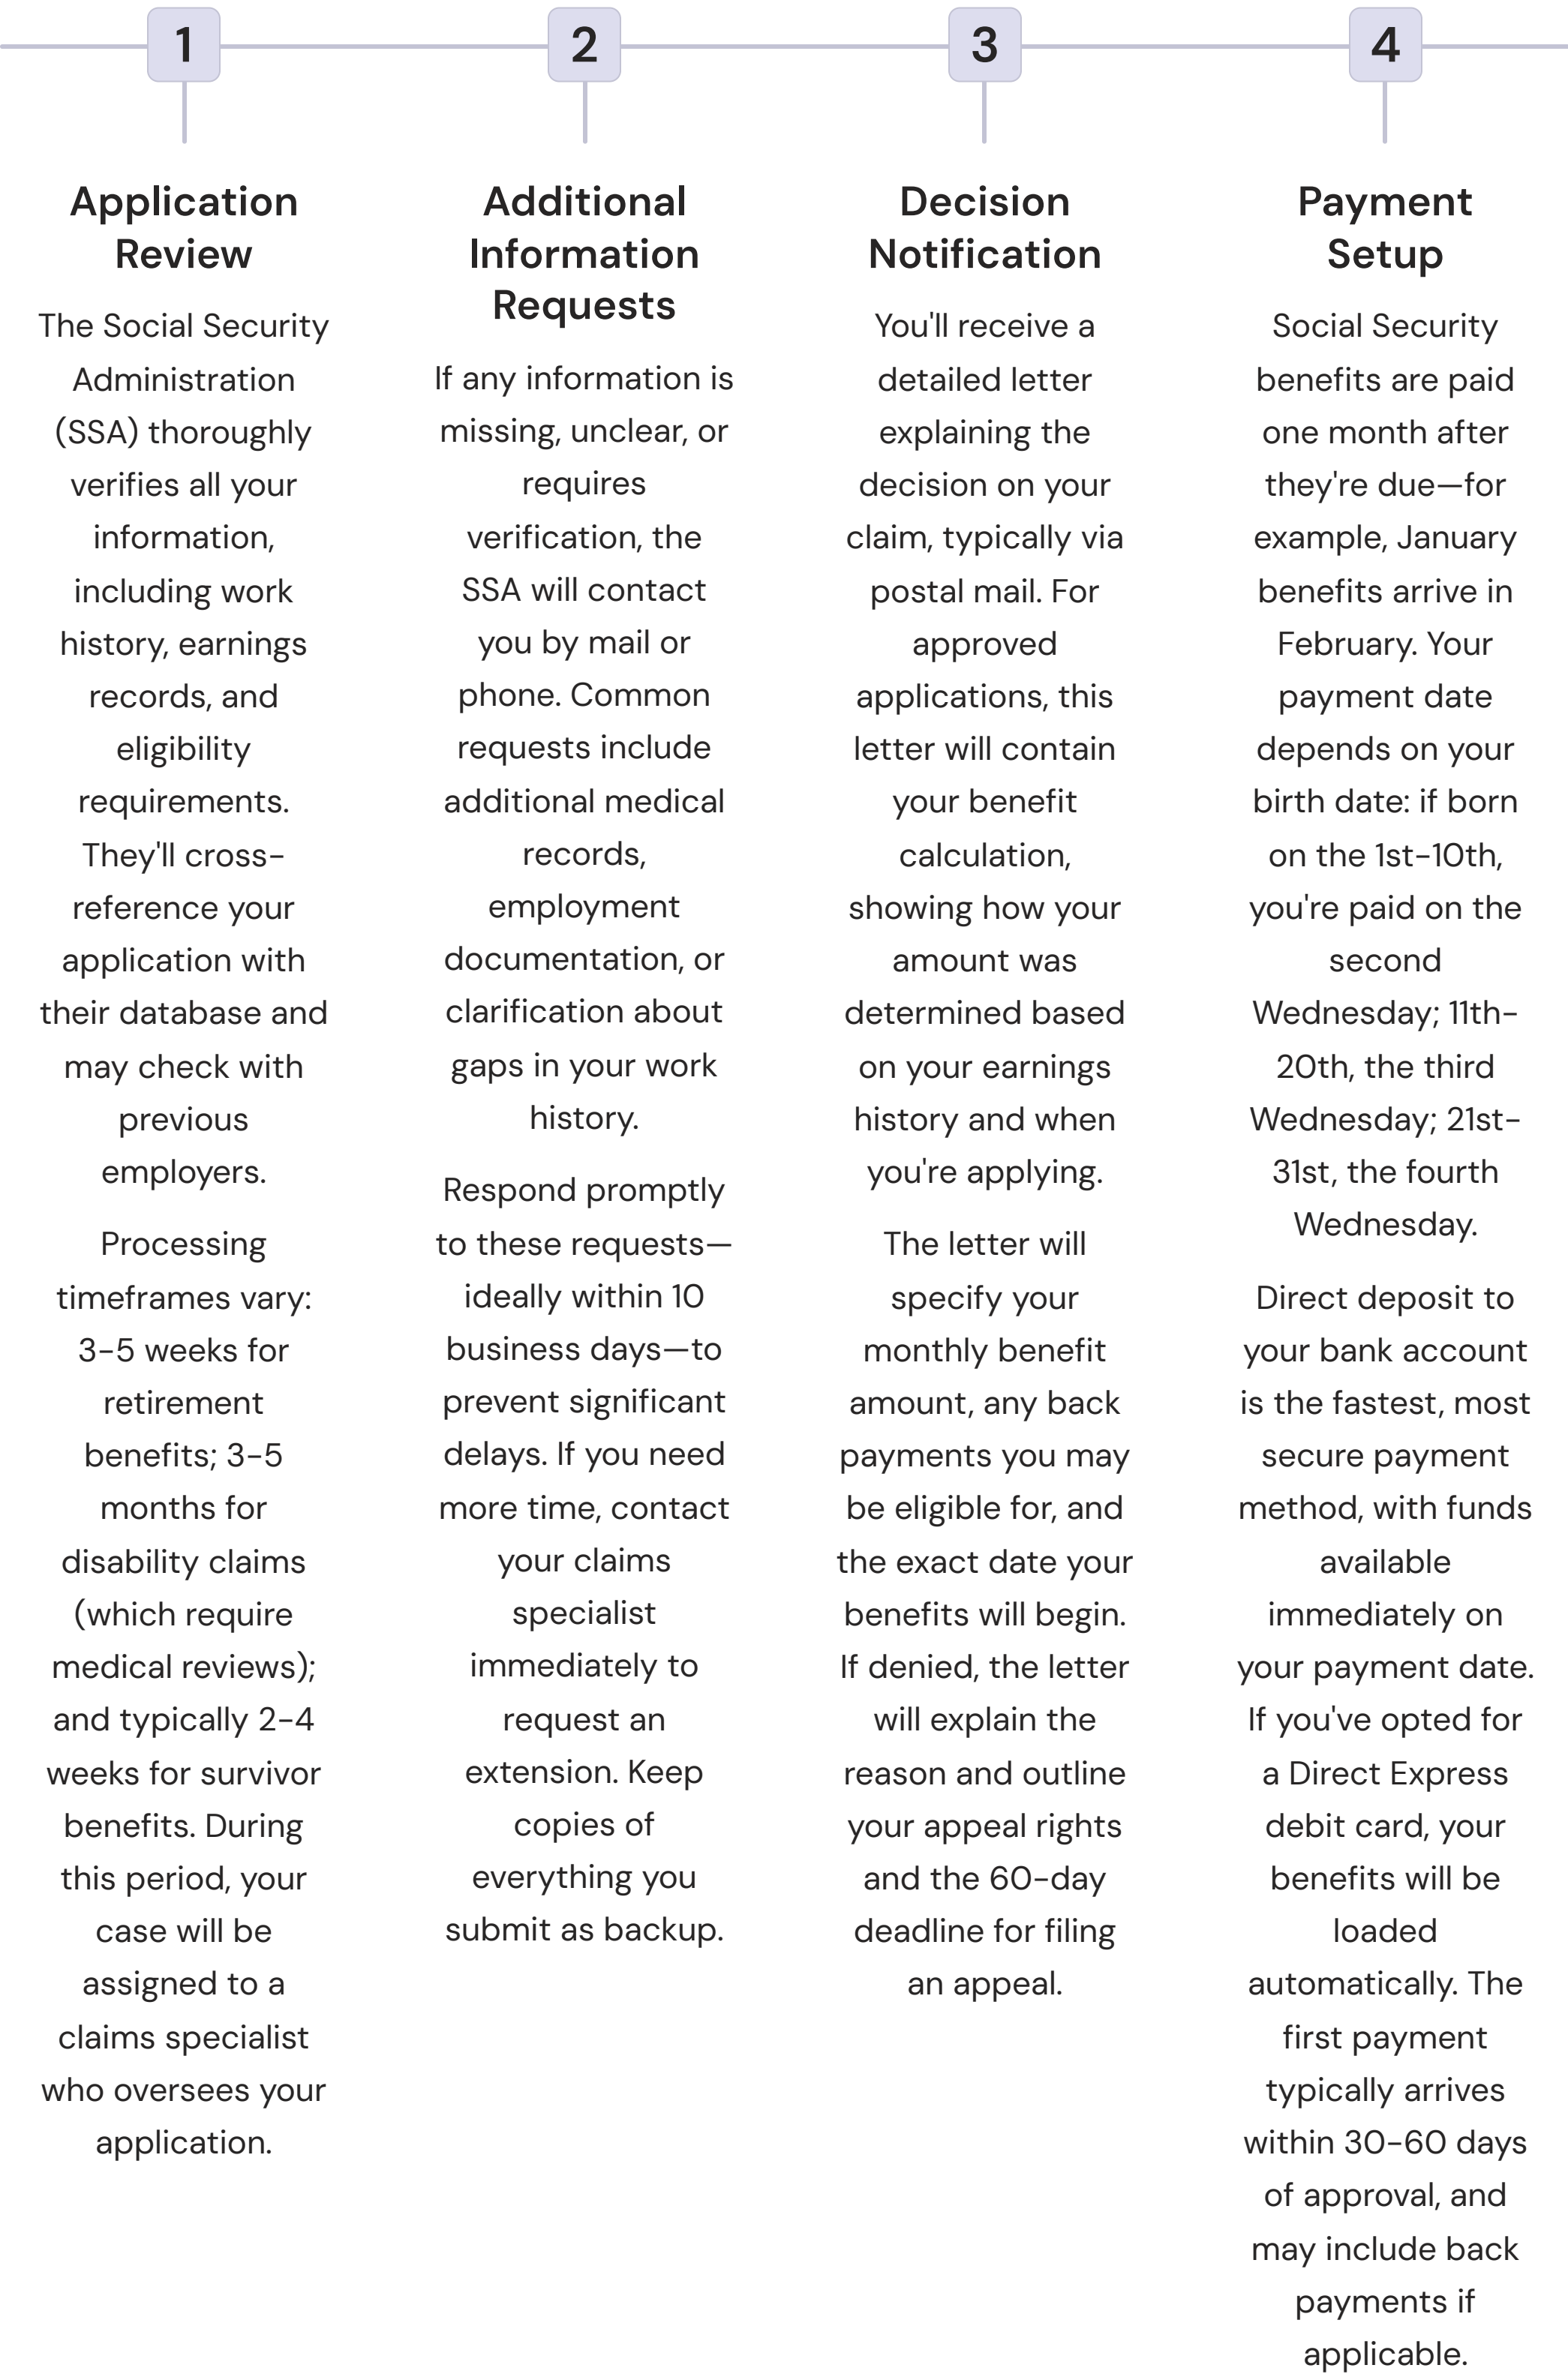 1
Application
Review
The Social Security
Administration
(SSA) thoroughly
verifies all your
information,
including work
history, earnings
records, and
eligibility
requirements.
They'll cross-
reference your
application with
their database and
may check with
previous
employers.
Processing
timeframes vary:
3-5 weeks for
retirement
benefits; 3-5
months for
disability claims
(which require
medical reviews);
and typically 2-4
weeks for survivor
benefits. During
this period, your
case will be
assigned to a
claims specialist
who oversees your
application.
2
Additional
Information
Requests
If any information is
missing, unclear, or
requires
verification, the
SSA will contact
you by mail or
phone. Common
requests include
additional medical
records,
employment
documentation, or
clarification about
gaps in your work
history.
Respond promptly
to these requests—
ideally within 10
business days—to
prevent significant
delays. If you need
more time, contact
your claims
specialist
immediately to
request an
extension. Keep
copies of
everything you
submit as backup.
3
Decision
Notification
You'll receive a
detailed letter
explaining the
decision on your
claim, typically via
postal mail. For
approved
applications, this
letter will contain
your benefit
calculation,
showing how your
amount was
determined based
on your earnings
history and when
you're applying.
The letter will
specify your
monthly benefit
amount, any back
payments you may
be eligible for, and
the exact date your
benefits will begin.
If denied, the letter
will explain the
reason and outline
your appeal rights
and the 60-day
deadline for filing
an appeal.
4
Payment
Setup
Social Security
benefits are paid
one month after
they're due—for
example, January
benefits arrive in
February. Your
payment date
depends on your
birth date: if born
on the 1st-10th,
you're paid on the
second
Wednesday; 11th-
20th, the third
Wednesday; 21st-
31st, the fourth
Wednesday.
Direct deposit to
your bank account
is the fastest, most
secure payment
method, with funds
available
immediately on
your payment date.
If you've opted for
a Direct Express
debit card, your
benefits will be
loaded
automatically. The
first payment
typically arrives
within 30-60 days
of approval, and
may include back
payments if
applicable.